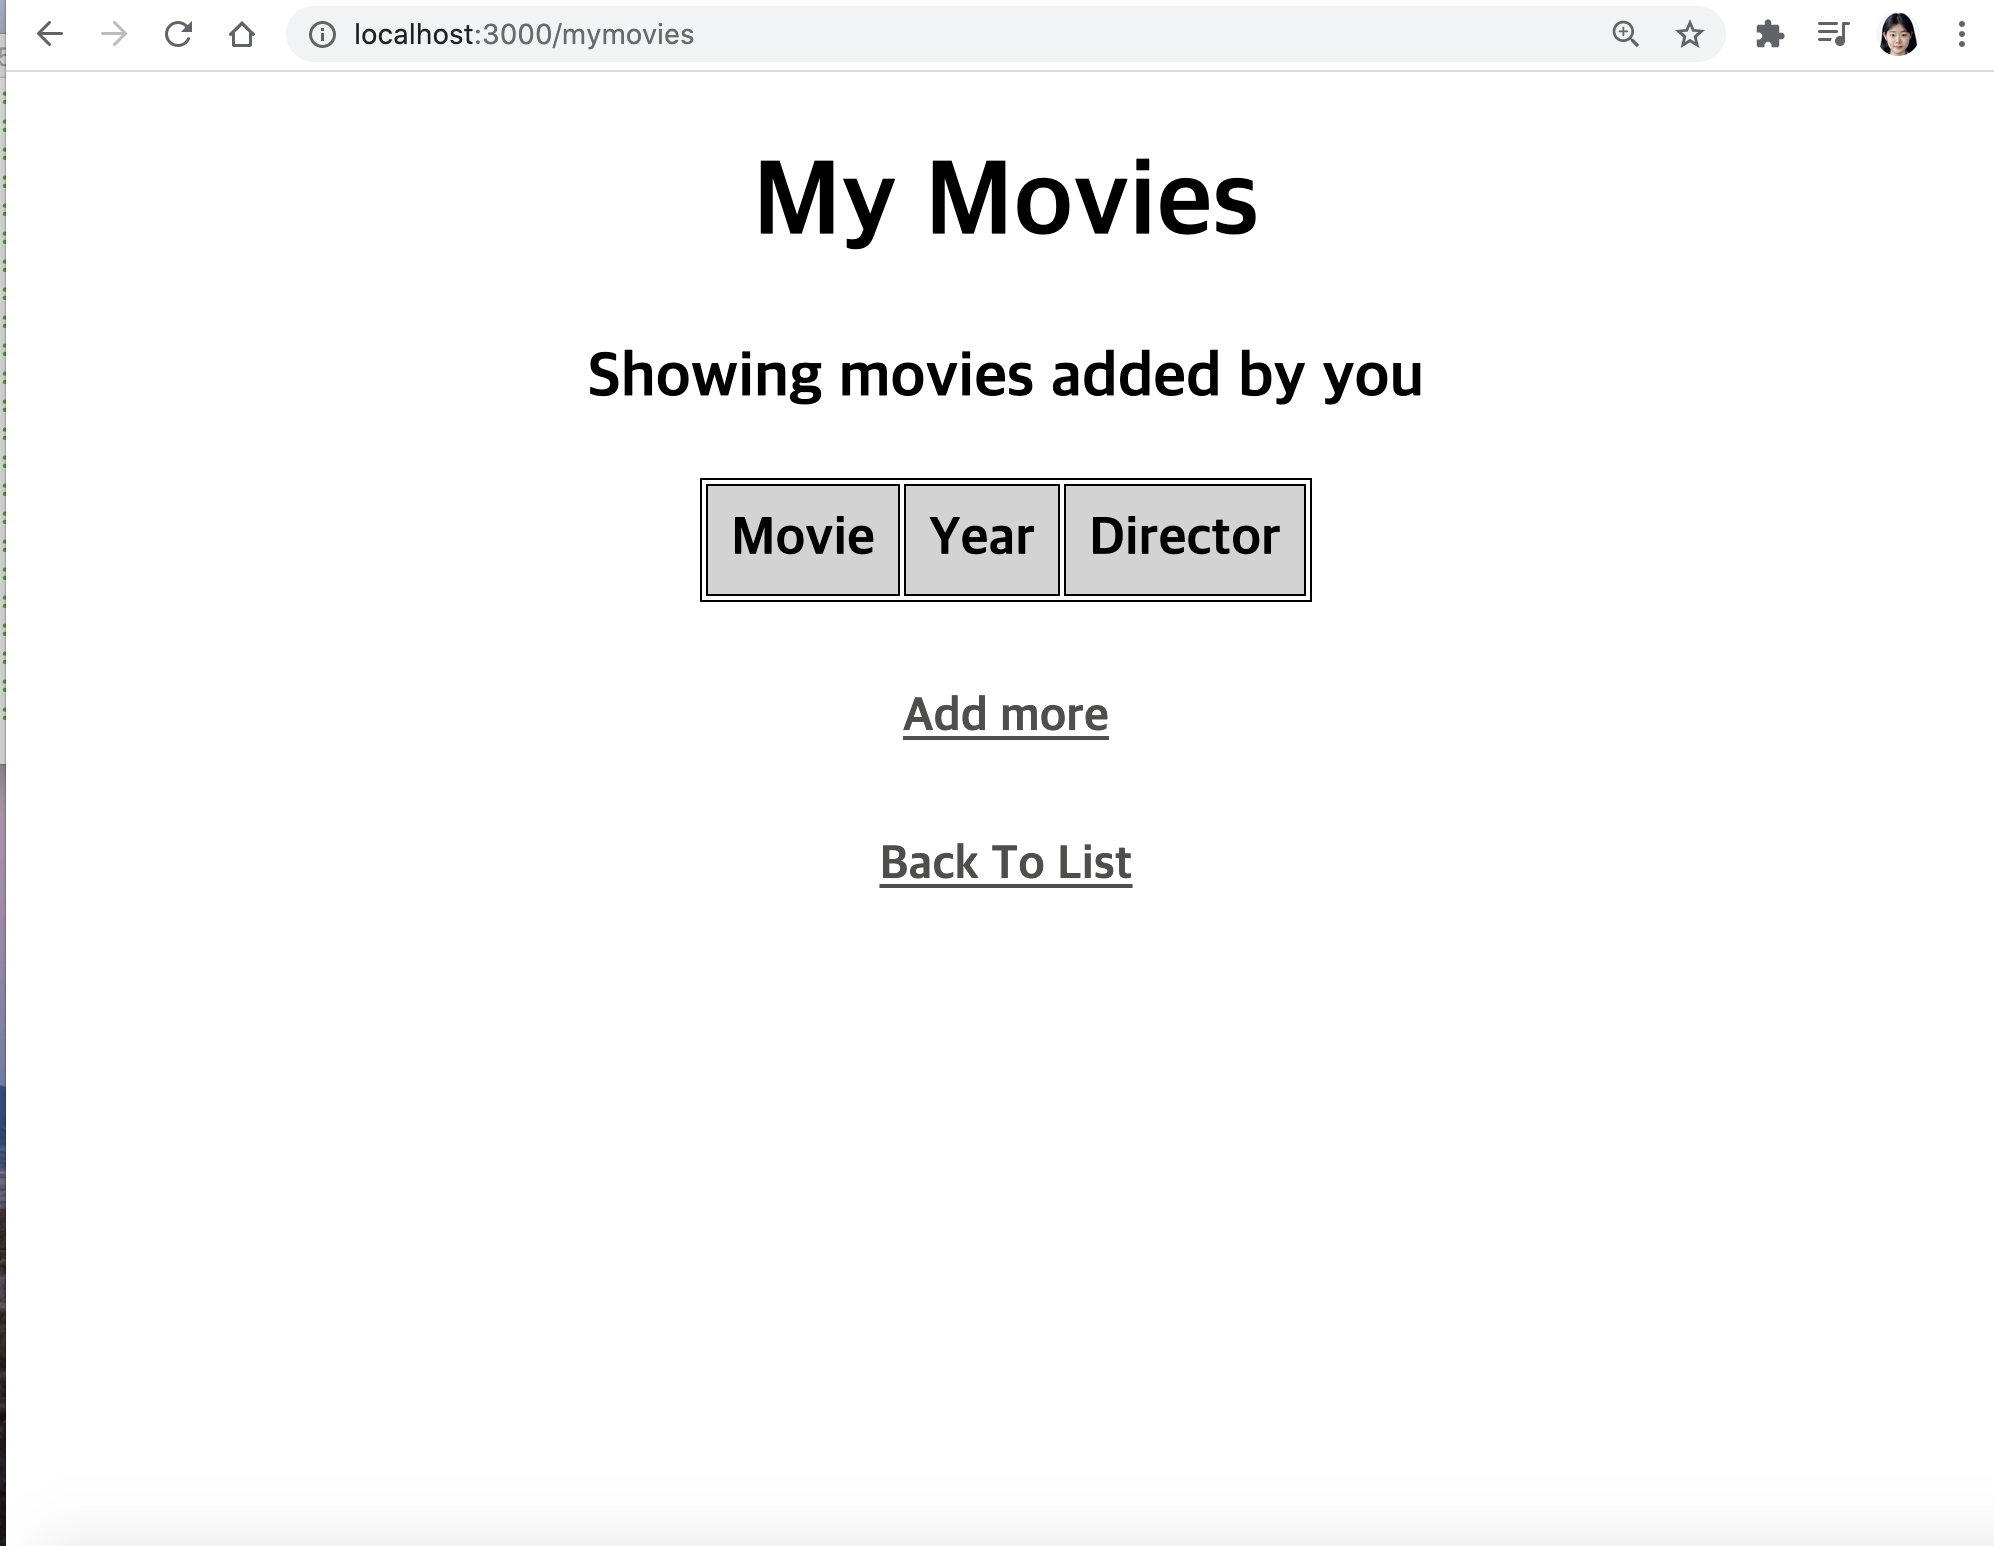 localhost:3000/mymovies
My Movies
Showing movies added by you
Movie Year Director
Add more
Back To List